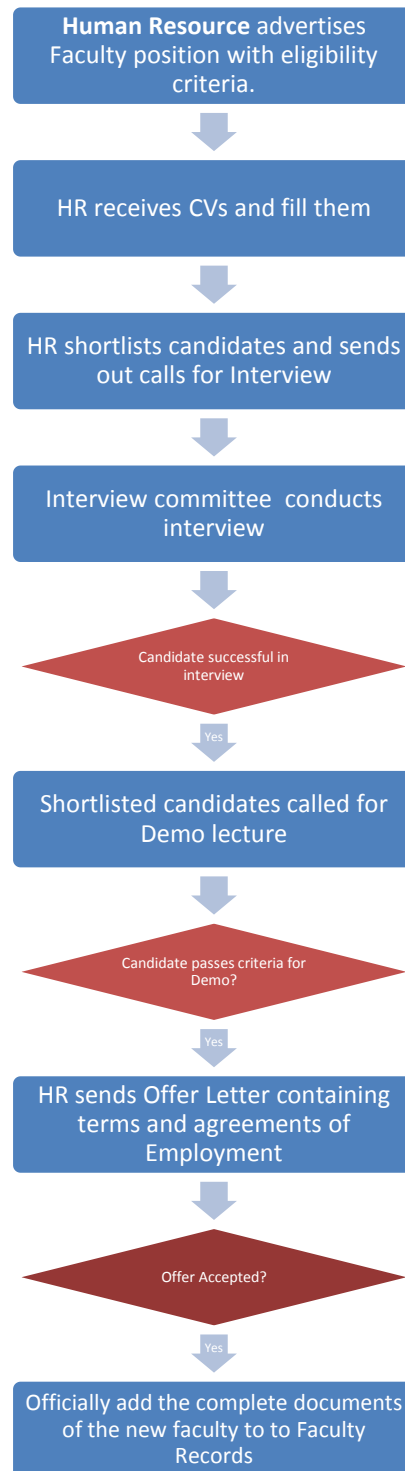 Human Resource advertises
Faculty position with eligibility
criteria.
HR receives CVs and fill them
HR shortlists candidates and sends
out calls for Interview
Interview committee conducts
interview
Candidate successful in
interview
Yes
Shortlisted candidates called for
Demo lecture
Candidate passes criteria for
Demo?
Yes
HR sends Offer Letter containing
terms and agreements of
Employment
Offer Accepted?
Yes
Officially add the complete documents
of the new faculty to to Faculty
Records